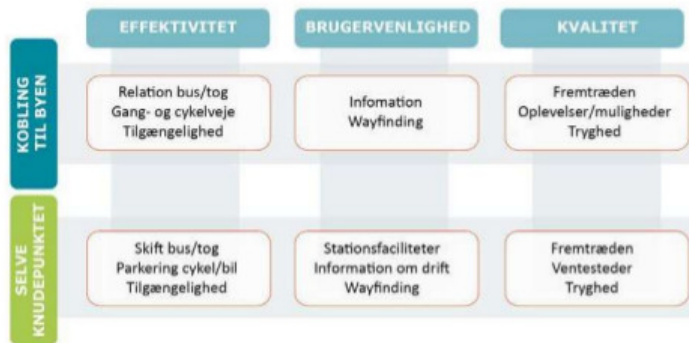 EFFEKTIVITET
BRUGERVENLIGHED
KVALITET
KOBLING
TIL BYEN
Relation bus/tog
Gang- og cykelveje
Tilgængelighed
Infomation
Wayfinding
Fremtræden
Oplevelser/muligheder
Tryghed
SELVE
KNUDEPUNKTET
Skift bus/tog
Parkering cykel/bil
Tilgængelighed
Stationsfaciliteter
Information om drift
Wayfinding
Fremtræden
Ventesteder
Tryghed